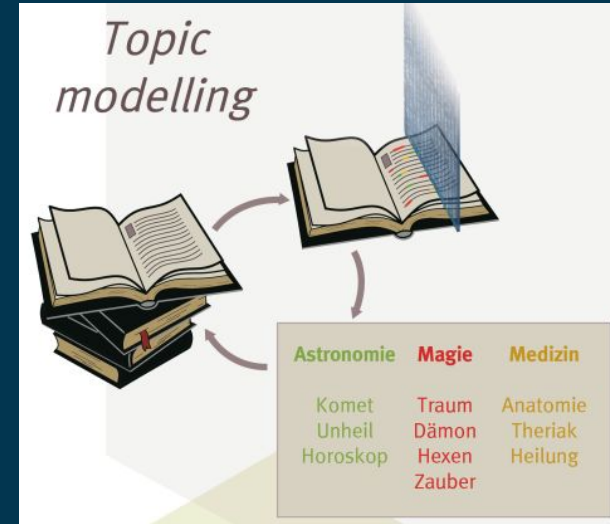 Topic
modelling
Astronomie Magie Medizin
Komet Traum Anatomie
Unheil Dämon Theriak
Horoskop Hexen Heilung
Zauber